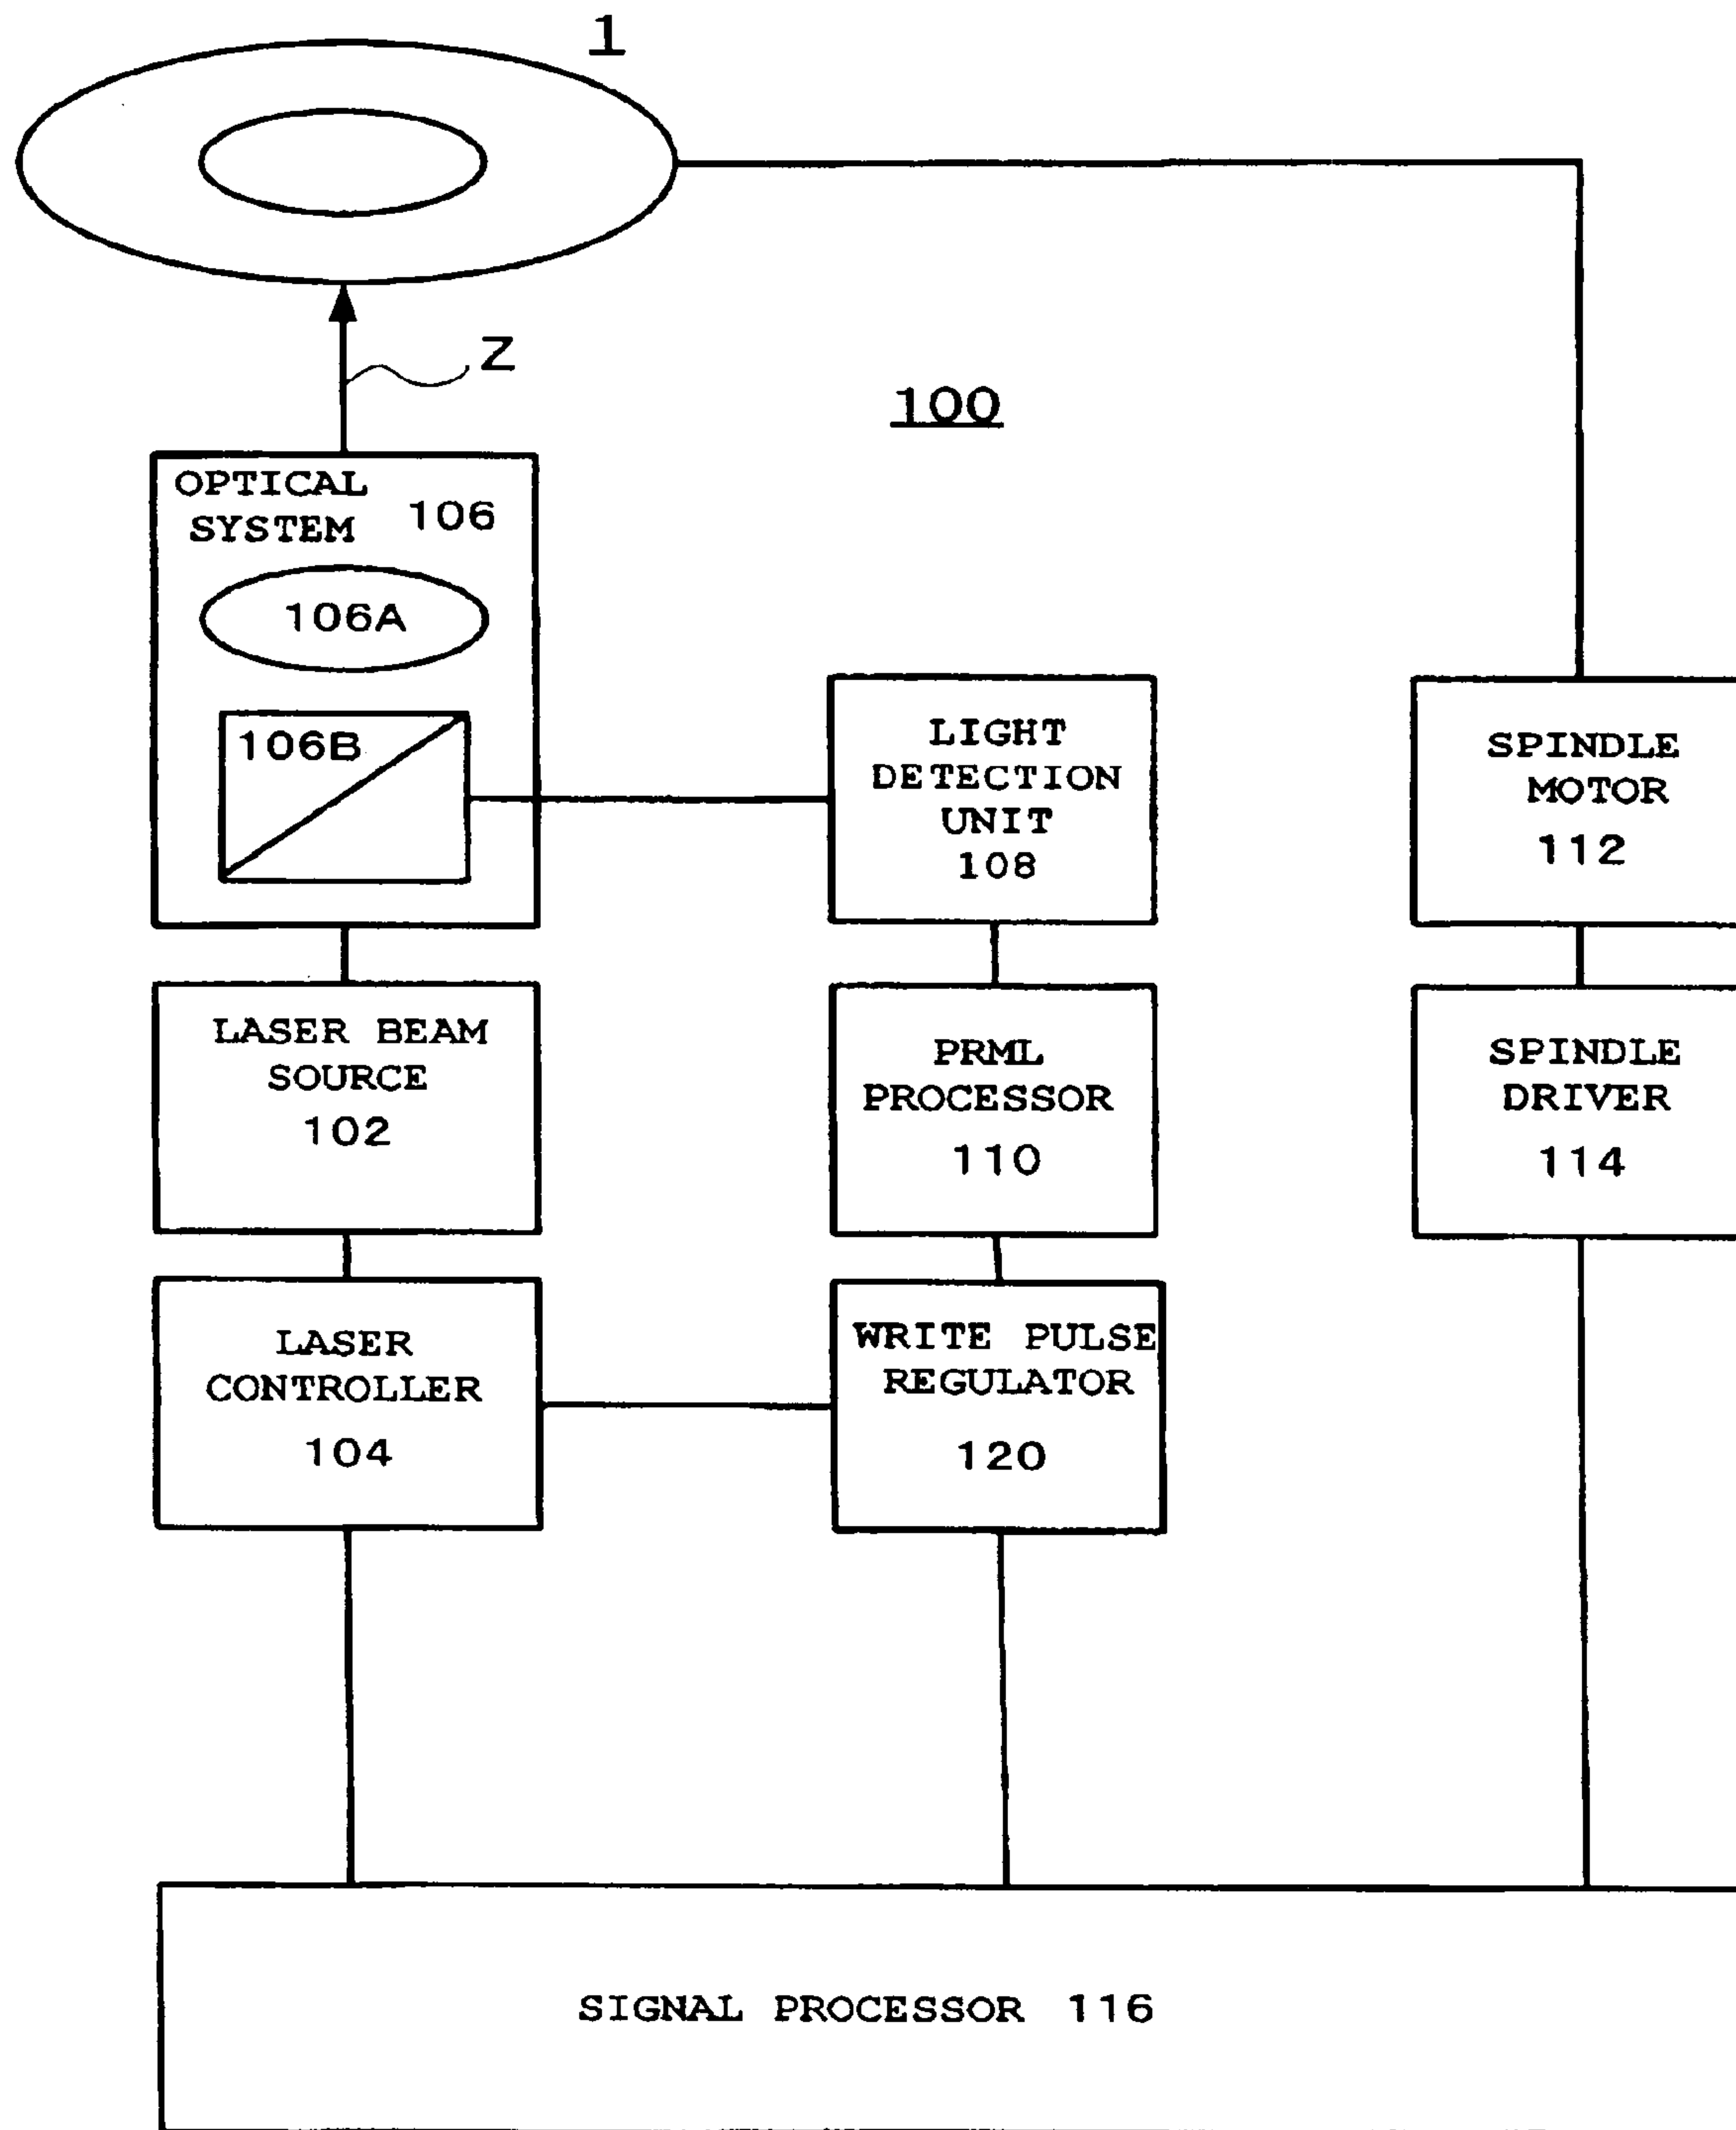 1
Z
100
OPTICAL
SYSTEM 106
106A
106B
LIGHT
DETECTION
UNIT
108
SPINDLE
MOTOR
112
LASER BEAM
SOURCE
102
PRML
PROCESSOR
110
SPINDLE
DRIVER
114
LASER
CONTROLLER
104
WRITE PULSE
REGULATOR
120
SIGNAL PROCESSOR 116